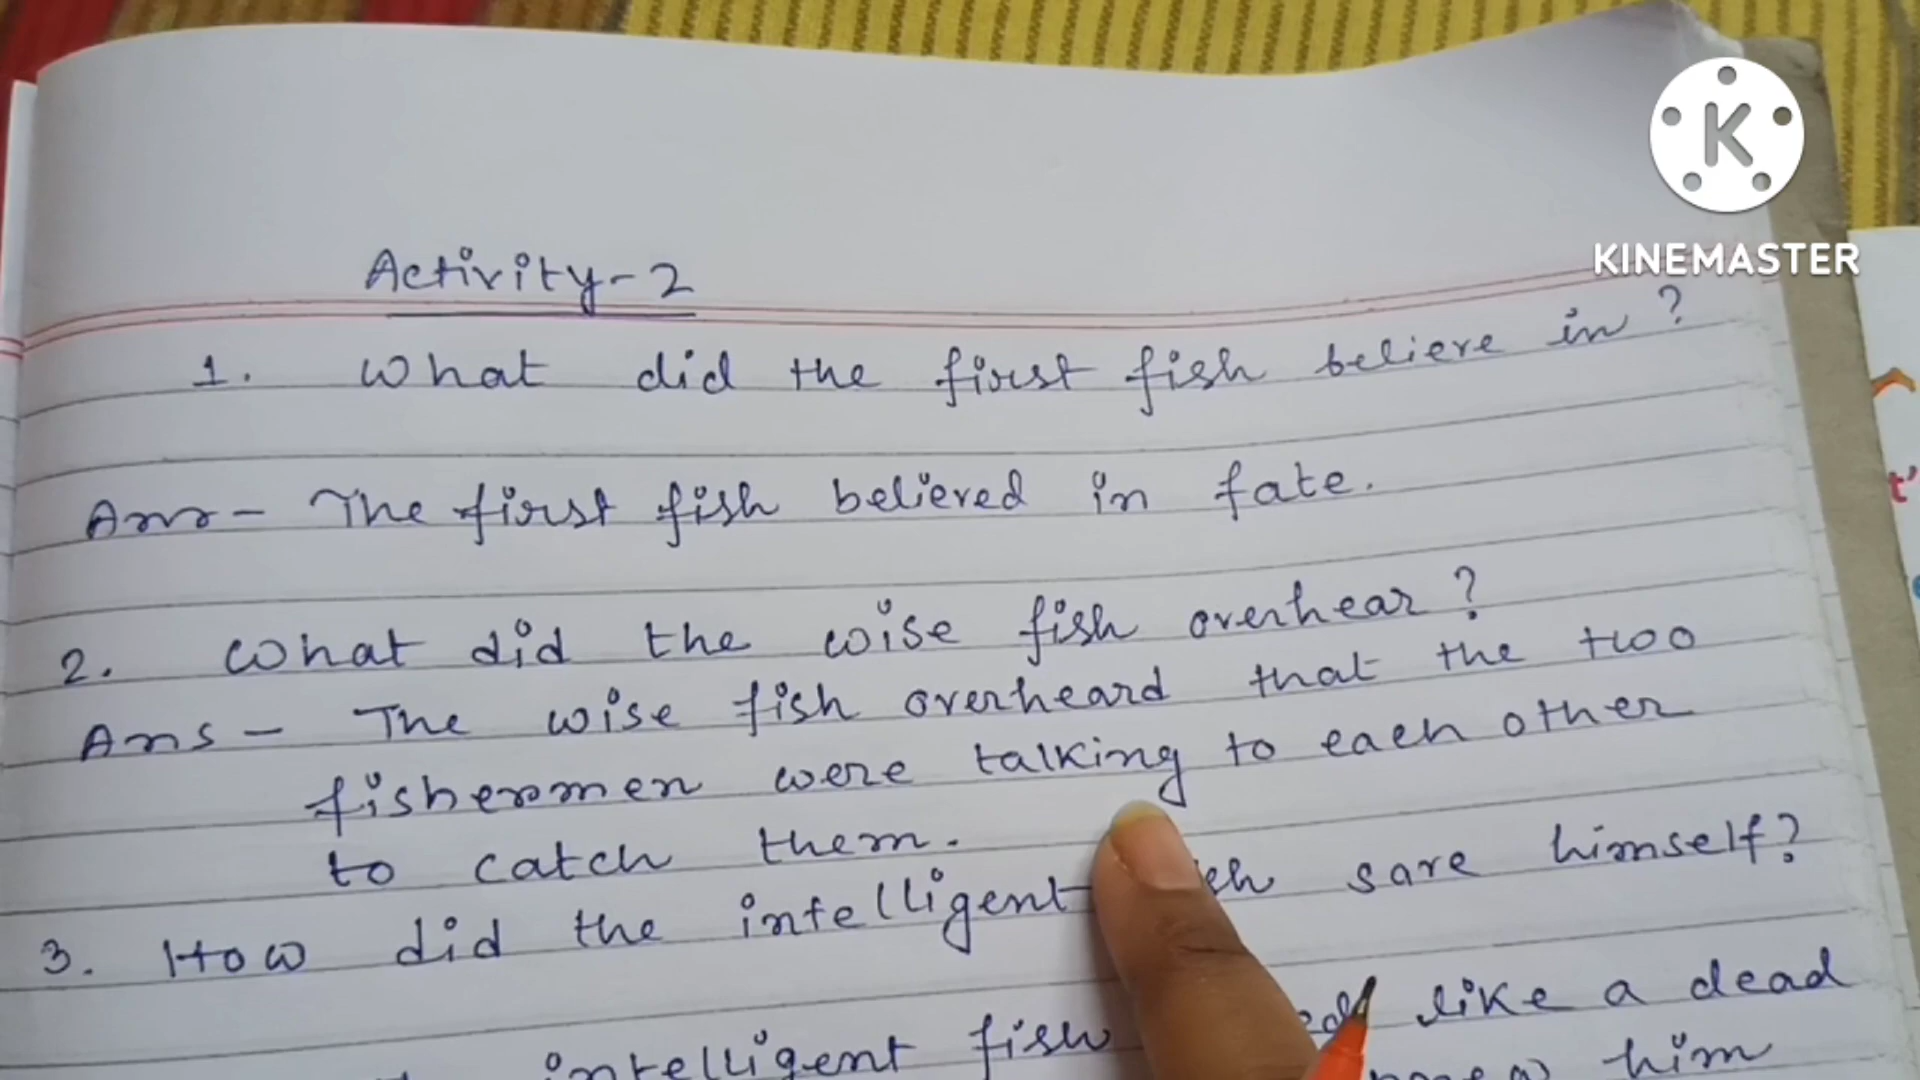 KINEMASTER
Activity-2
1. What did the first fish believe in ?
Ans - The first fish believed in fate.
2. What did the wise fish overhear ?
Ans - The wise fish overheard that the two
fishermen were talking to each other
to catch them.
3. How did the intelligent save himself?
intelligent fish like a dead
him